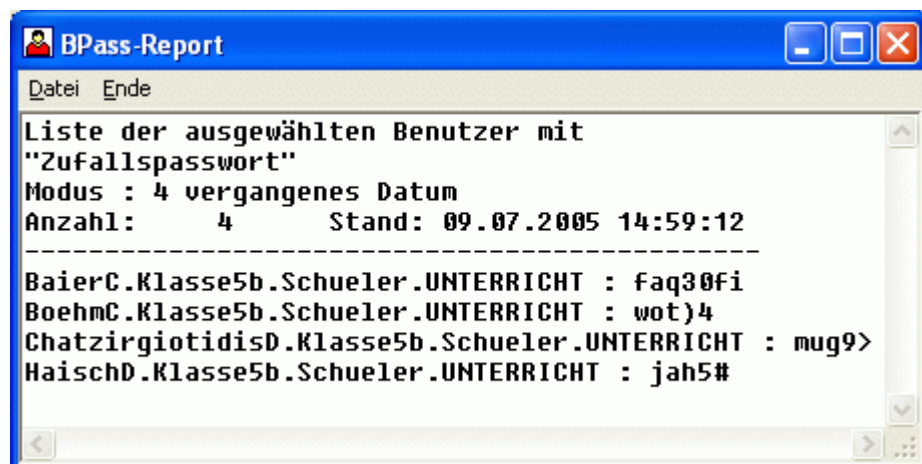 BPass-Report
Datei Ende
Liste der ausgewählten Benutzer mit
"Zufallspasswort"
Modus : 4 vergangenes Datum
Anzahl: 4 Stand: 09.07.2005 14:59:12
------------------------------------------------
BaierC.Klasse5b.Schueler.UNTERRICHT : faq30fi
BoehmC.Klasse5b.Schueler.UNTERRICHT : wot)4
ChatzirgiotidisD.Klasse5b.Schueler.UNTERRICHT : mug9>
HaischD.Klasse5b.Schueler.UNTERRICHT : jah5#